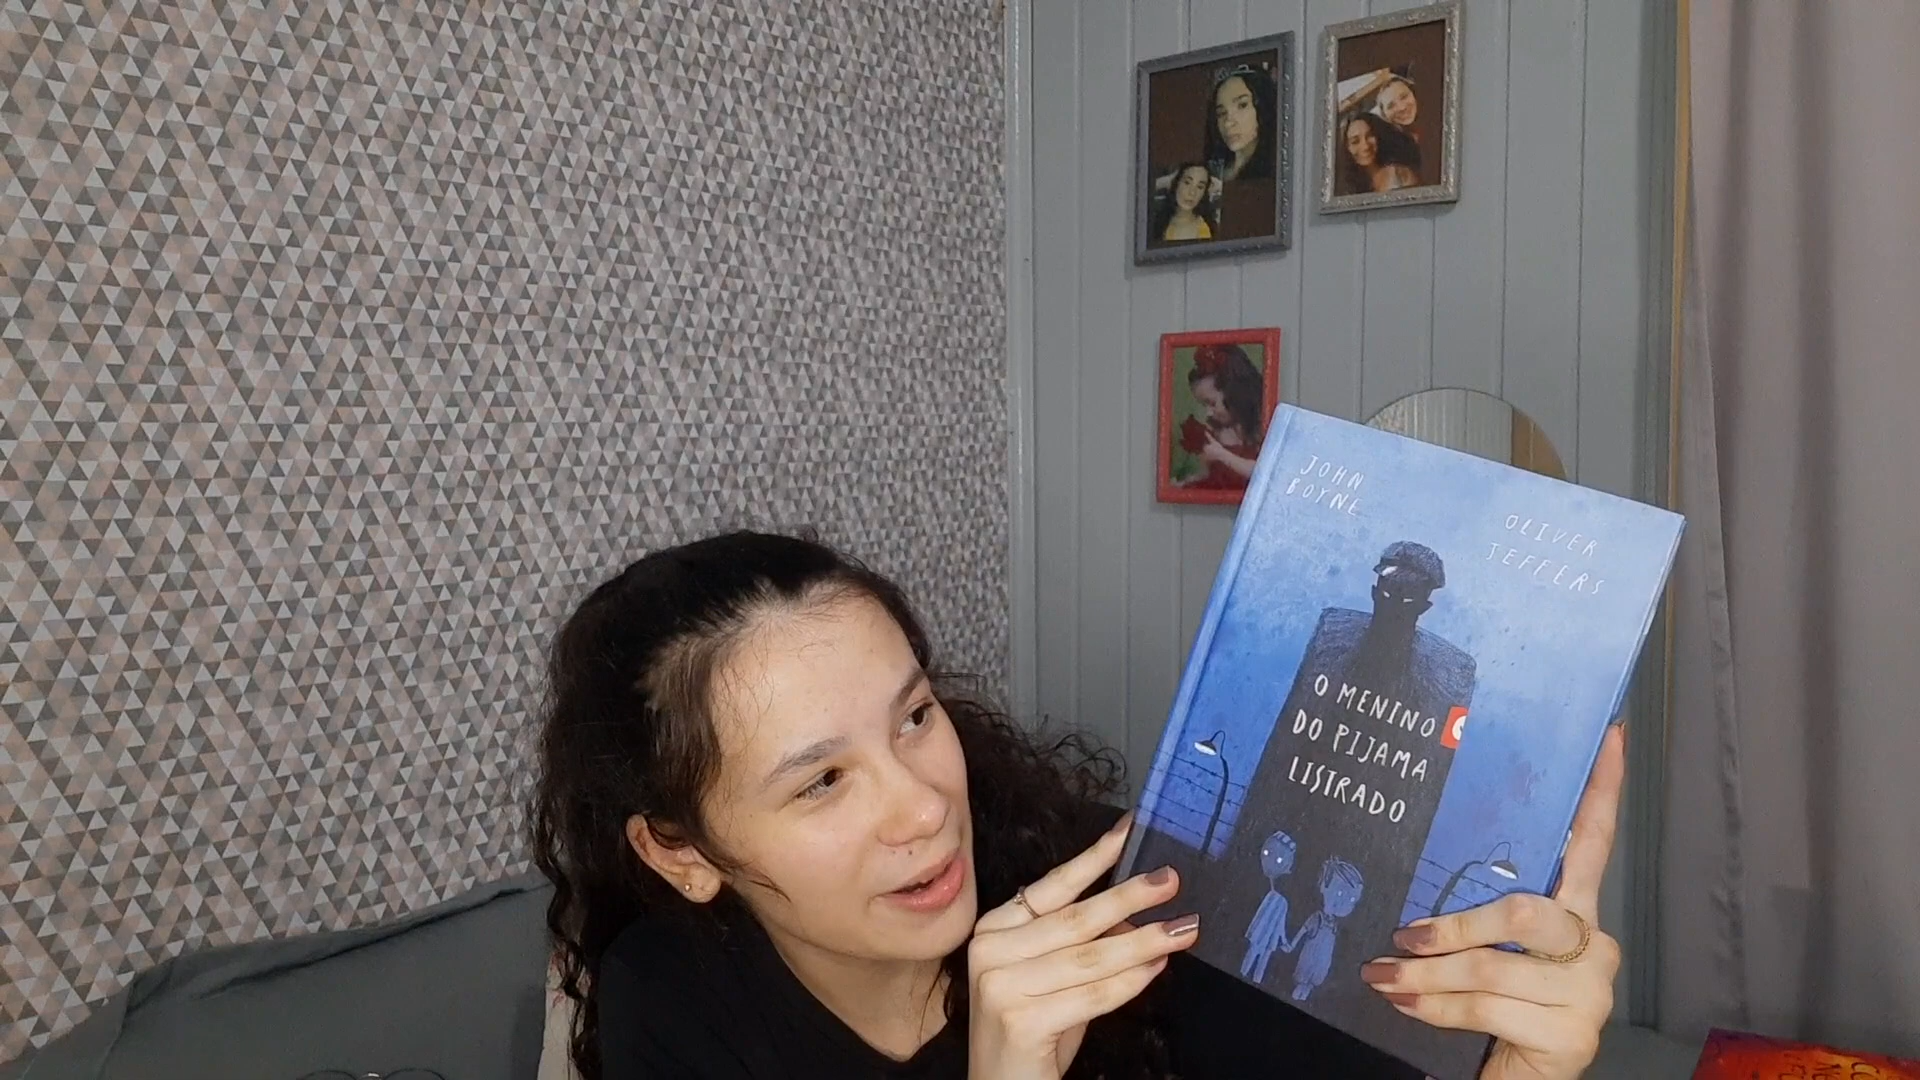 JOHN
BOYNE
OLIVER
JEFFERS
O MENINO
DO PIJAMA
LISTRADO